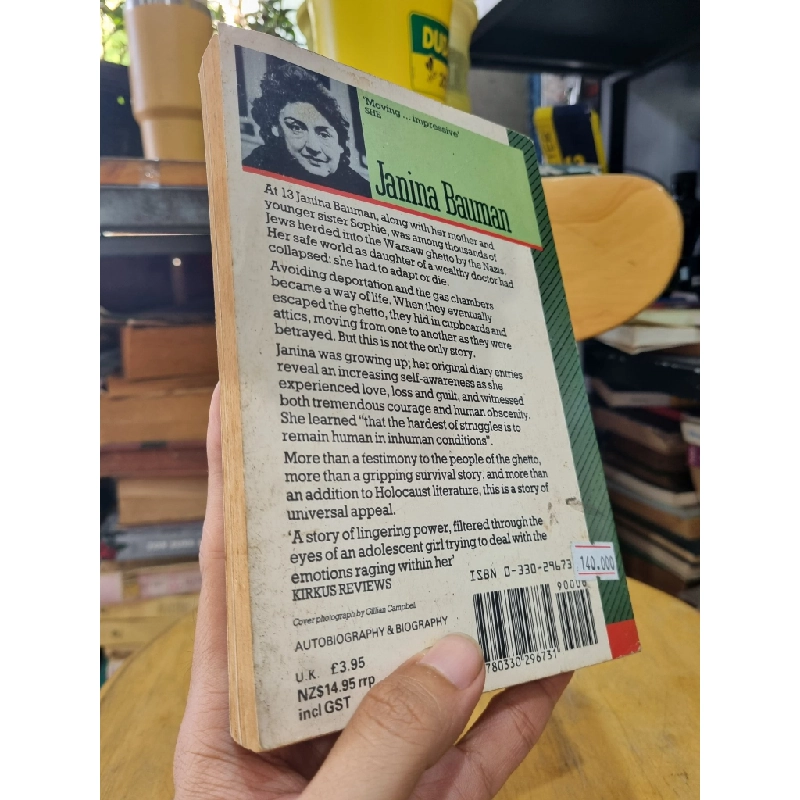 DU
'Moving ... impressive'
SHE
Janina Bauman
At 13 Janina Bauman, along with her mother and
younger sister Sophie, was among thousands of
Jews herded into the Warsaw ghetto by the Nazis.
Her safe world as daughter of a wealthy doctor had
collapsed: she had to adapt or die.
Avoiding deportation and the gas chambers
became a way of life. When they eventually
escaped the ghetto, they hid in cupboards and
attics, moving from one to another as they were
betrayed. But this is not the only story.
Janina was growing up; her original diary entries
reveal an increasing self-awareness as she
experienced love, loss and guilt, and witnessed
both tremendous courage and human obscenity.
She learned "that the hardest of struggles is to
remain human in inhuman conditions".
More than a testimony to the people of the ghetto,
more than a gripping survival story, and more than
an addition to Holocaust literature, this is a story of
universal appeal.
'A story of lingering power, filtered through the
eyes of an adolescent girl trying to deal with the
emotions raging within her'
KIRKUS REVIEWS
ISBN 0-330-29673
140.000
90000
Cover photograph by Gillian Campbell
AUTOBIOGRAPHY & BIOGRAPHY
U.K. £3.95
NZ$14.95 rrp
incl GST
780330 296731